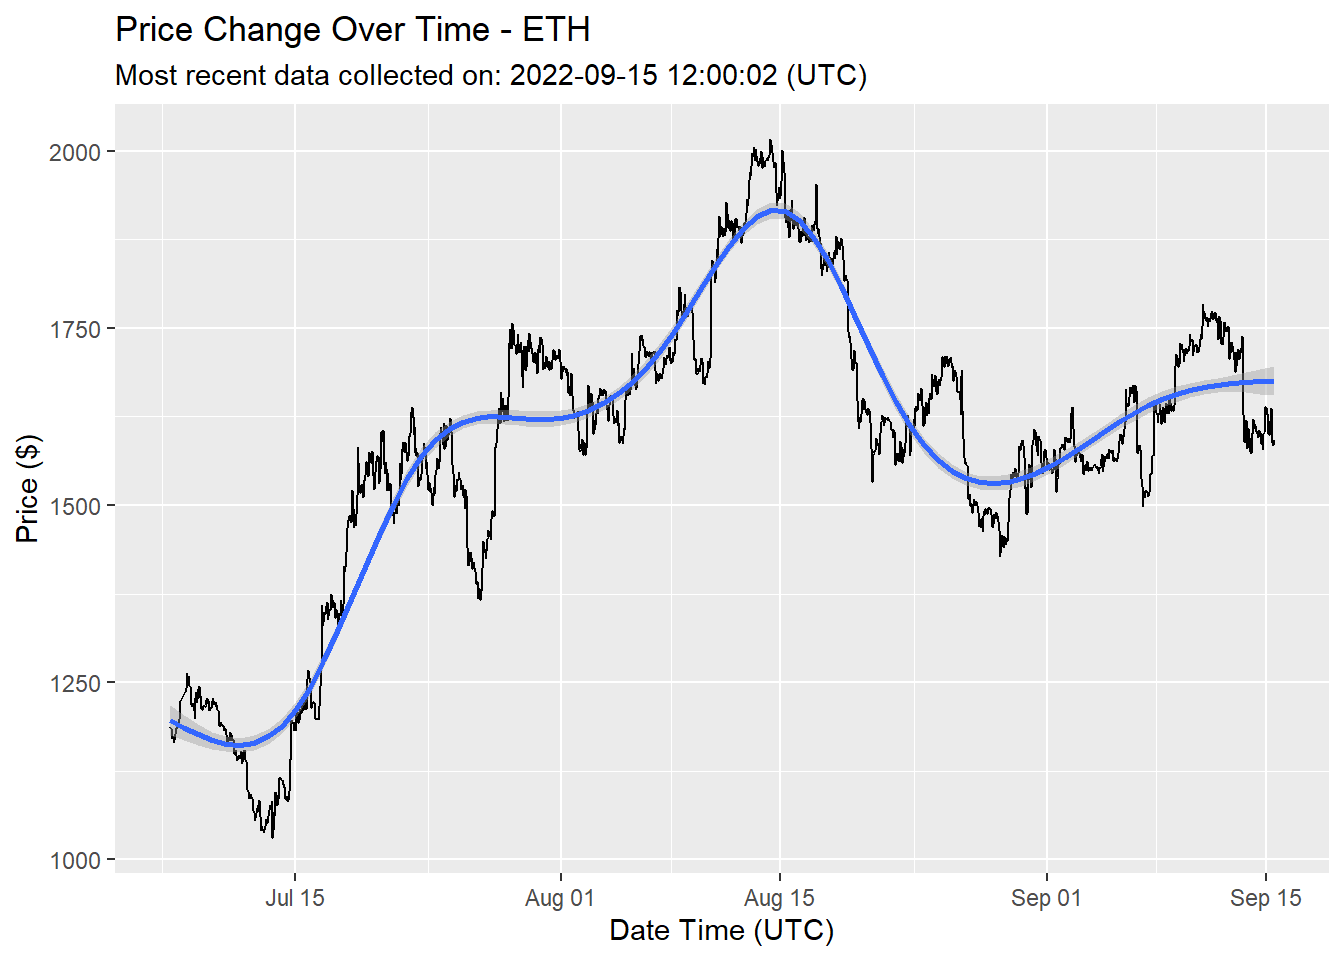 Price Change Over Time - ETH
Most recent data collected on: 2022-09-15 12:00:02 (UTC)
Price ($)
2000
1750
1500
1250
1000
Jul 15
Aug 01
Aug 15
Sep 01
Sep 15
Date Time (UTC)